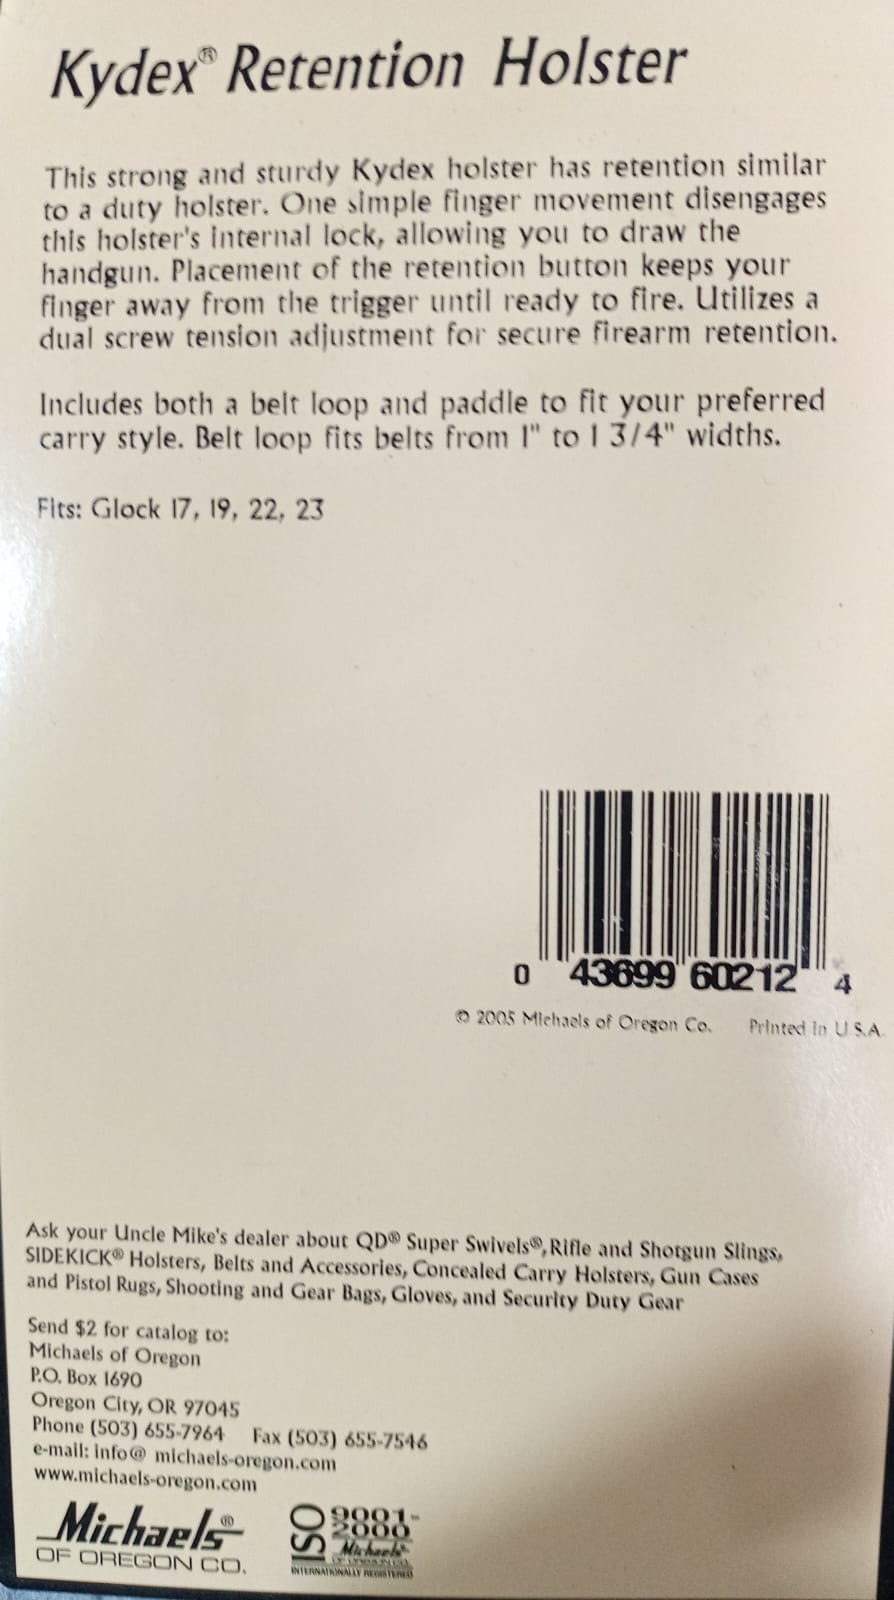 Kydex® Retention Holster
This strong and sturdy Kydex holster has retention similar
to a duty holster. One simple finger movement disengages
this holster's internal lock, allowing you to draw the
handgun. Placement of the retention button keeps your
finger away from the trigger until ready to fire. Utilizes a
dual screw tension adjustment for secure firearm retention.
Includes both a belt loop and paddle to fit your preferred
carry style. Belt loop fits belts from 1" to 1 3/4" widths.
Fits: Glock 17, 19, 22, 23
0 43699 60212 4
© 2005 Michaels of Oregon Co. Printed in U S.A.
Ask your Uncle Mike's dealer about QD® Super Swivels®, Rifle and Shotgun Slings,
SIDEKICK® Holsters, Belts and Accessories, Concealed Carry Holsters, Gun Cases
and Pistol Rugs, Shooting and Gear Bags, Gloves, and Security Duty Gear
Send $2 for catalog to:
Michaels of Oregon
P.O. Box 1690
Oregon City, OR 97045
Phone (503) 655-7964 Fax (503) 655-7546
e-mail: info@ michaels-oregon.com
www.michaels-oregon.com
Michaels®
OF OREGON CO.
ISO
9001-
2000
Michaels®
OF OREGON CO.
INTERNATIONALLY REGISTERED